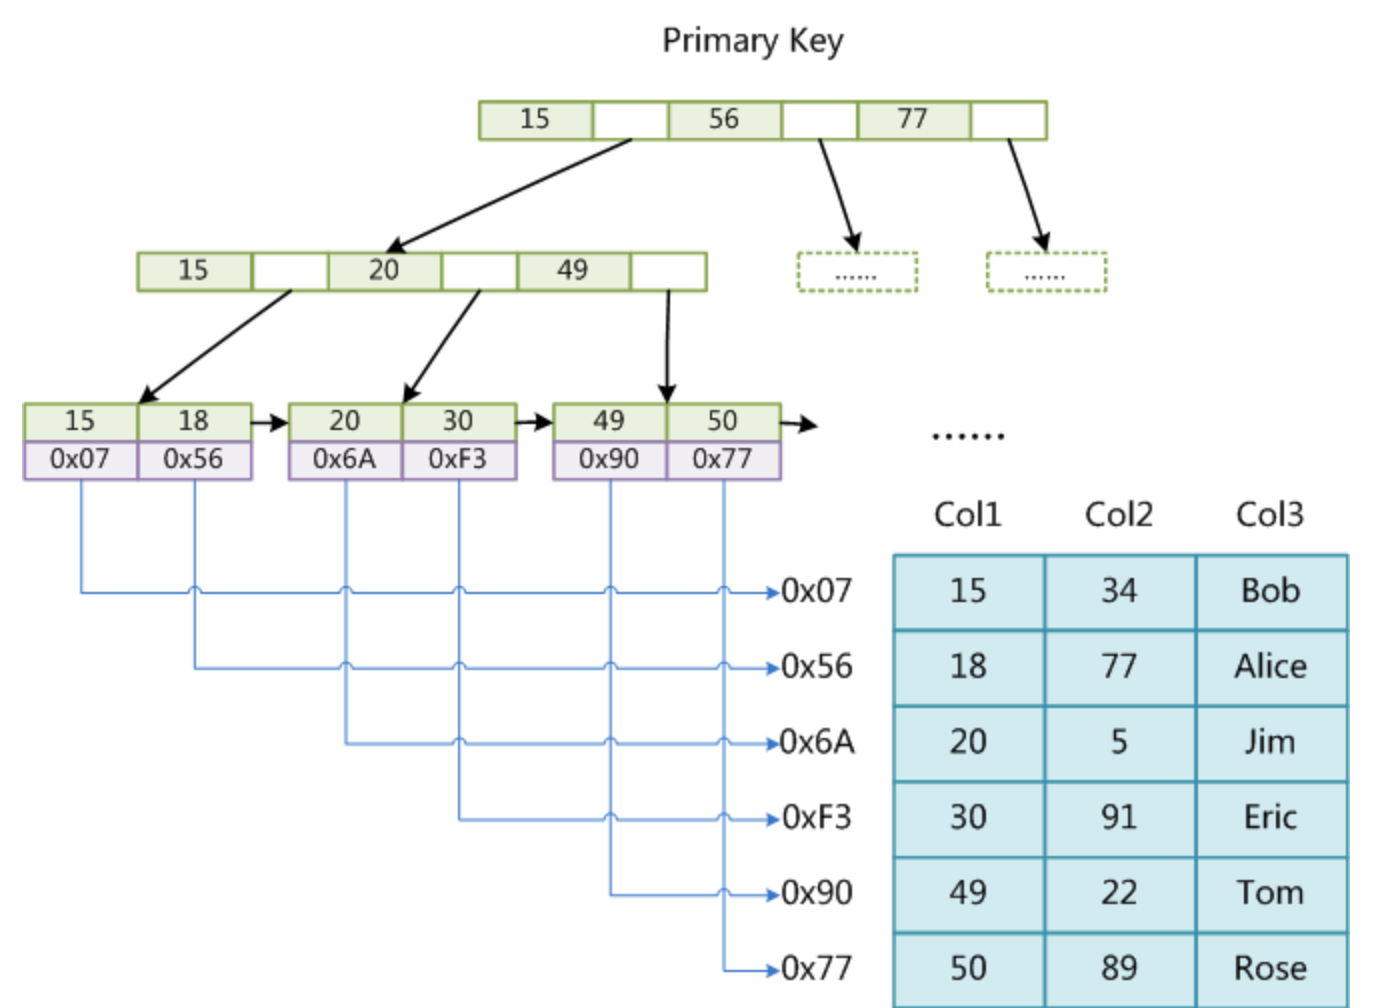 Primary Key
15 56 77
15 20 49 ...... ......
15 18 20 30 49 50
0x07 0x56 0x6A 0xF3 0x90 0x77
......
Col1 Col2 Col3
0x07 15 34 Bob
0x56 18 77 Alice
0x6A 20 5 Jim
0xF3 30 91 Eric
0x90 49 22 Tom
0x77 50 89 Rose